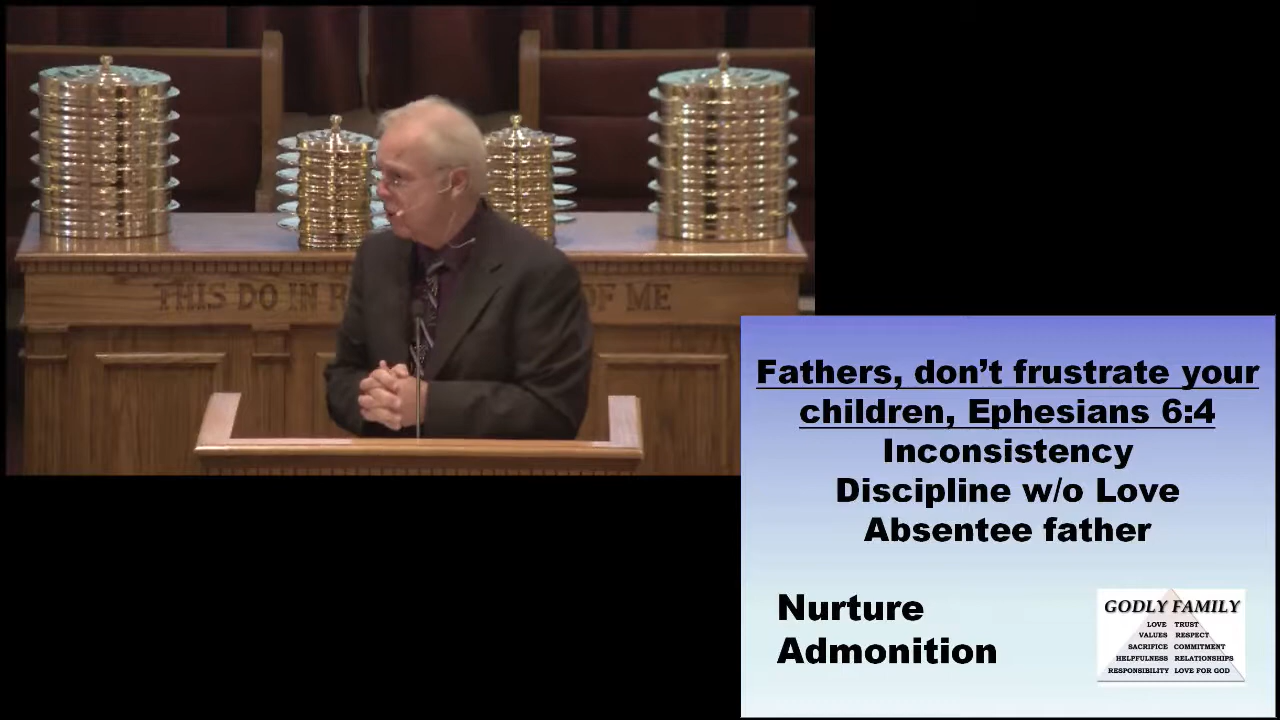 THIS DO IN R OF ME
Fathers, don't frustrate your
children, Ephesians 6:4
Inconsistency
Discipline w/o Love
Absentee father
Nurture
Admonition
GODLY FAMILY
LOVE TRUST
VALUES RESPECT
SACRIFICE COMMITMENT
HELPFULNESS RELATIONSHIPS
RESPONSIBILITY LOVE FOR GOD